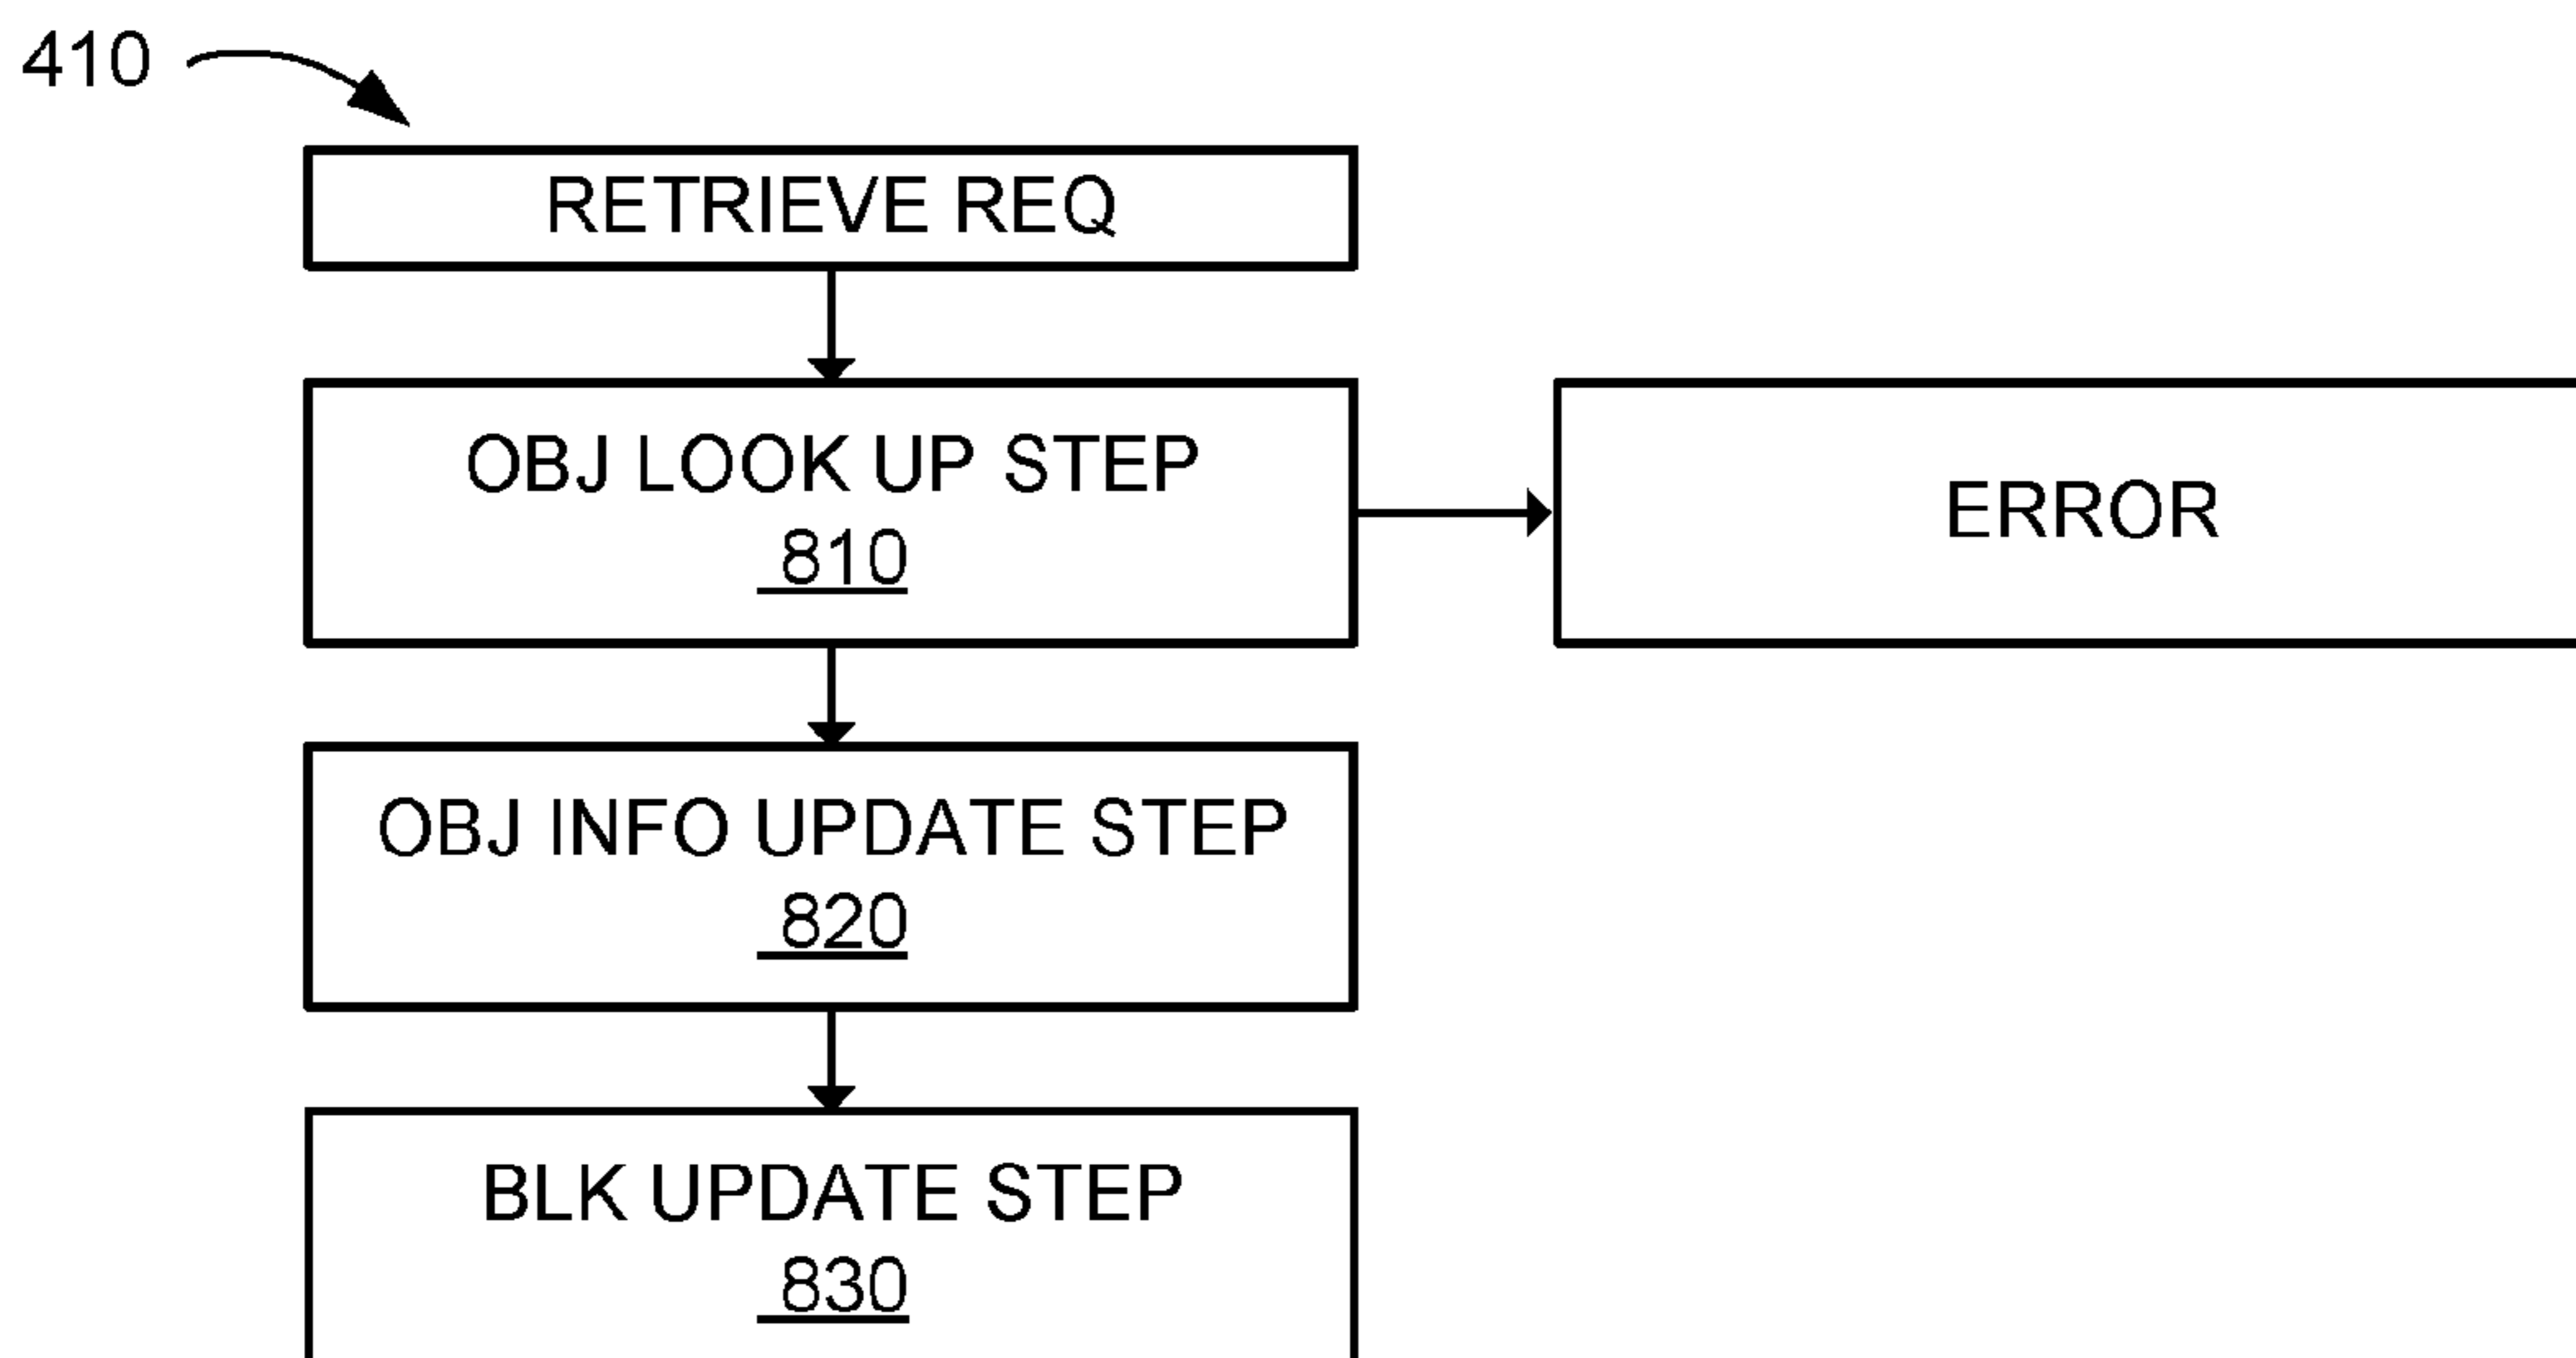 410
RETRIEVE REQ
OBJ LOOK UP STEP
810
ERROR
OBJ INFO UPDATE STEP
820
BLK UPDATE STEP
830